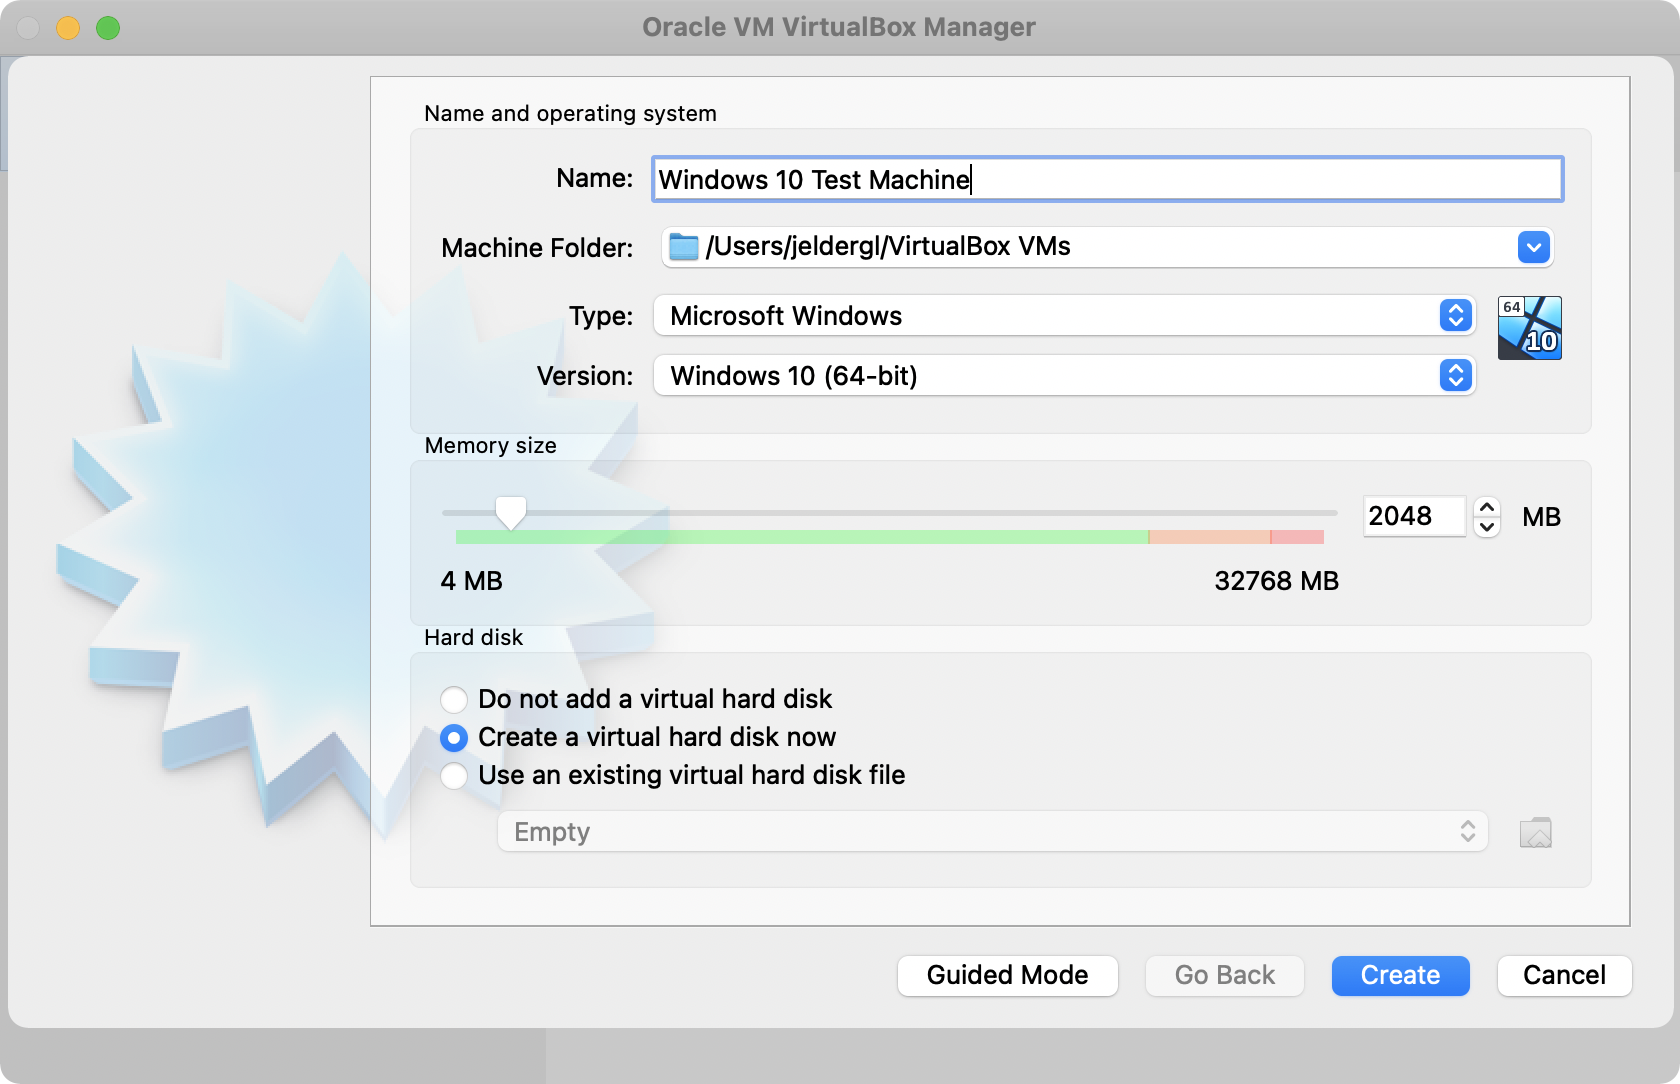 Oracle VM VirtualBox Manager
Name and operating system
Name: Windows 10 Test Machine
Machine Folder: /Users/jeldergl/VirtualBox VMs
Type: Microsoft Windows
64
10
Version: Windows 10 (64-bit)
Memory size
2048 MB
4 MB 32768 MB
Hard disk
Do not add a virtual hard disk
Create a virtual hard disk now
Use an existing virtual hard disk file
Empty
Guided Mode Go Back Create Cancel